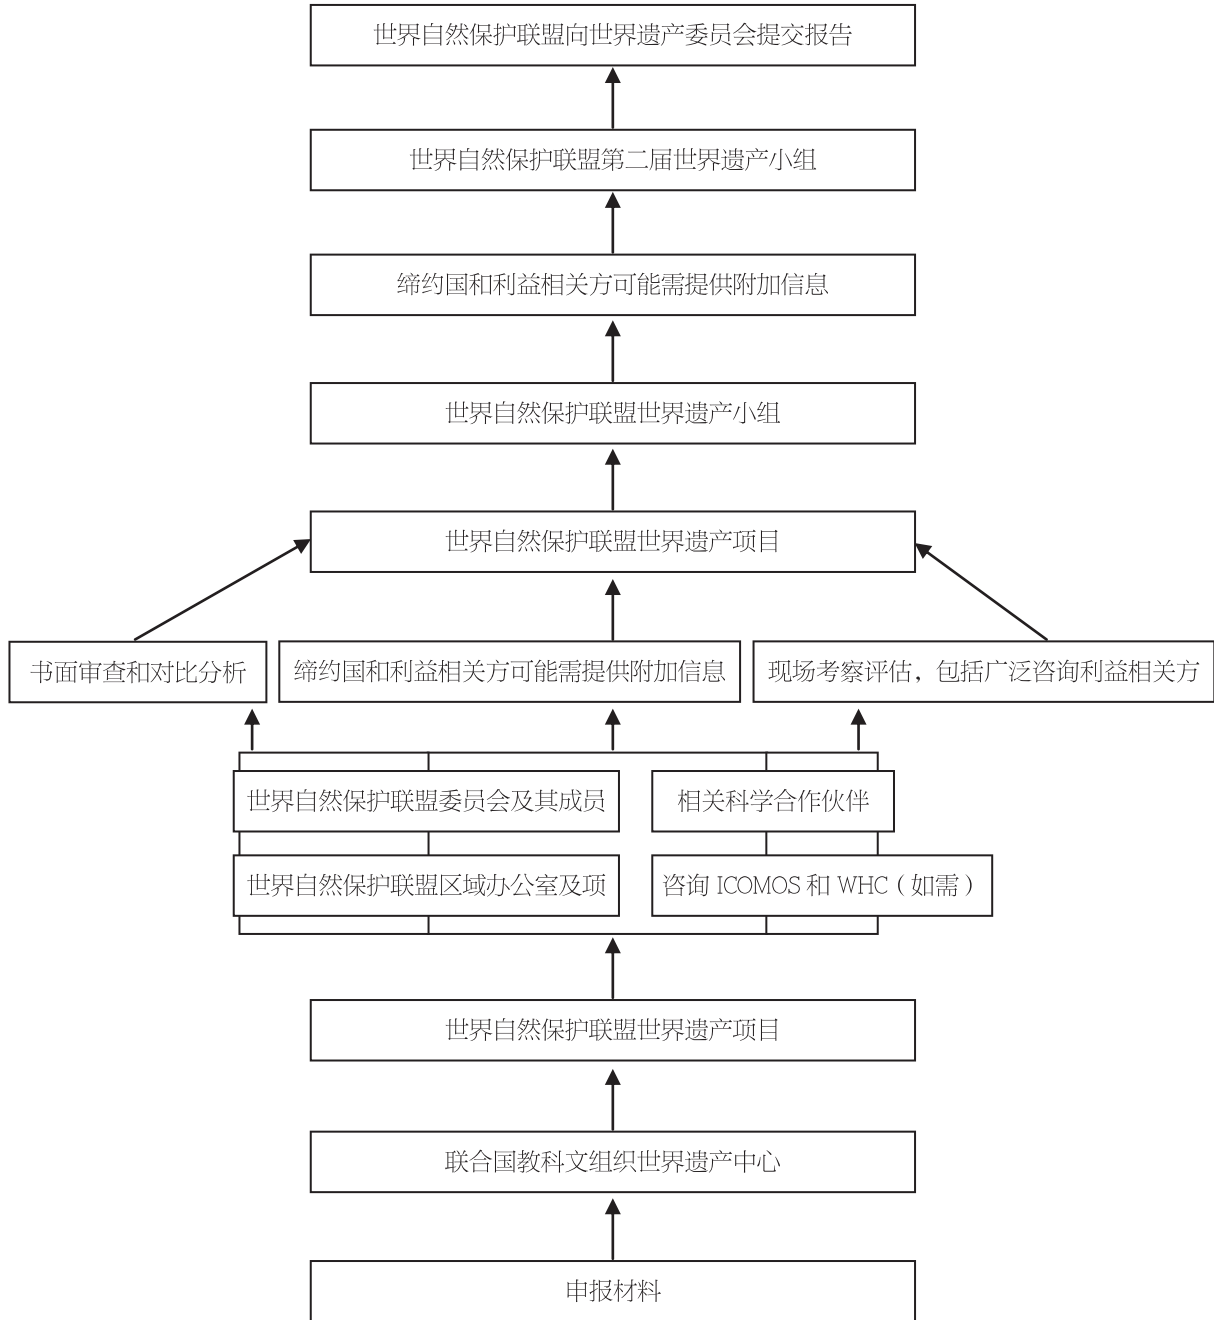 世界自然保护联盟向世界遗产委员会提交报告
世界自然保护联盟第二届世界遗产小组
缔约国和利益相关方可能需提供附加信息
世界自然保护联盟世界遗产小组
世界自然保护联盟世界遗产项目
书面审查和对比分析
缔约国和利益相关方可能需提供附加信息
现场考察评估，包括广泛咨询利益相关方
世界自然保护联盟委员会及其成员
相关科学合作伙伴
世界自然保护联盟区域办公室及项
咨询 ICOMOS 和 WHC（如需）
世界自然保护联盟世界遗产项目
联合国教科文组织世界遗产中心
申报材料